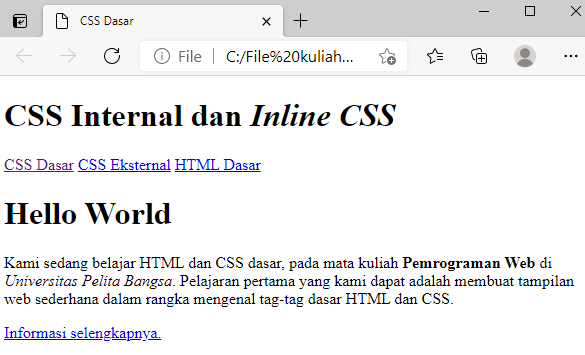 CSS Dasar
File
C:/File%20kuliah...
CSS Internal dan Inline CSS
CSS Dasar CSS Eksternal HTML Dasar
Hello World
Kami sedang belajar HTML dan CSS dasar, pada mata kuliah Pemrograman Web di
Universitas Pelita Bangsa. Pelajaran pertama yang kami dapat adalah membuat tampilan
web sederhana dalam rangka mengenal tag-tag dasar HTML dan CSS.
Informasi selengkapnya.